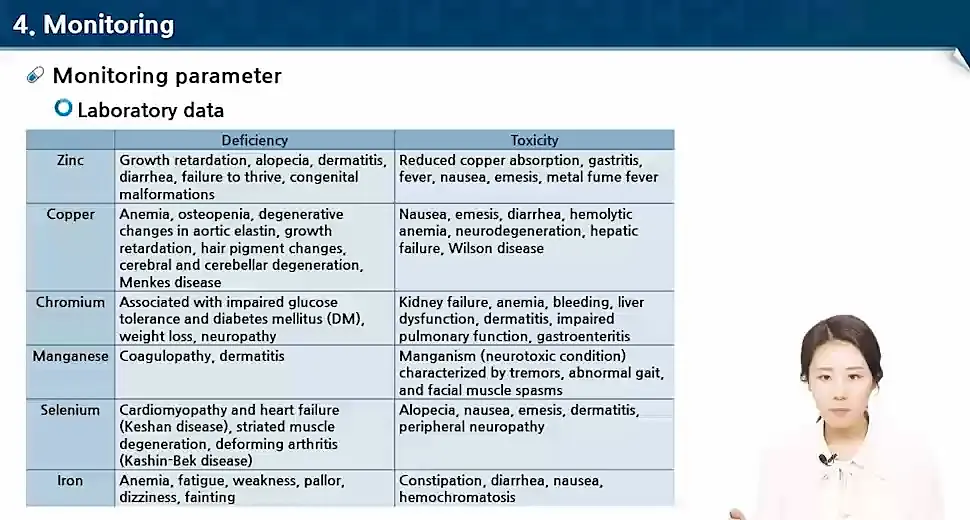 4. Monitoring
Monitoring parameter
Laboratory data
Deficiency Toxicity
Zinc
Growth retardation, alopecia, dermatitis,
diarrhea, failure to thrive, congenital
malformations
Reduced copper absorption, gastritis,
fever, nausea, emesis, metal fume fever
Copper
Anemia, osteopenia, degenerative
changes in aortic elastin, growth
retardation, hair pigment changes,
cerebral and cerebellar degeneration,
Menkes disease
Nausea, emesis, diarrhea, hemolytic
anemia, neurodegeneration, hepatic
failure, Wilson disease
Chromium
Associated with impaired glucose
tolerance and diabetes mellitus (DM),
weight loss, neuropathy
Kidney failure, anemia, bleeding, liver
dysfunction, dermatitis, impaired
pulmonary function, gastroenteritis
Manganese
Coagulopathy, dermatitis
Manganism (neurotoxic condition)
characterized by tremors, abnormal gait,
and facial muscle spasms
Selenium
Cardiomyopathy and heart failure
(Keshan disease), striated muscle
degeneration, deforming arthritis
(Kashin-Bek disease)
Alopecia, nausea, emesis, dermatitis,
peripheral neuropathy
Iron
Anemia, fatigue, weakness, pallor,
dizziness, fainting
Constipation, diarrhea, nausea,
hemochromatosis